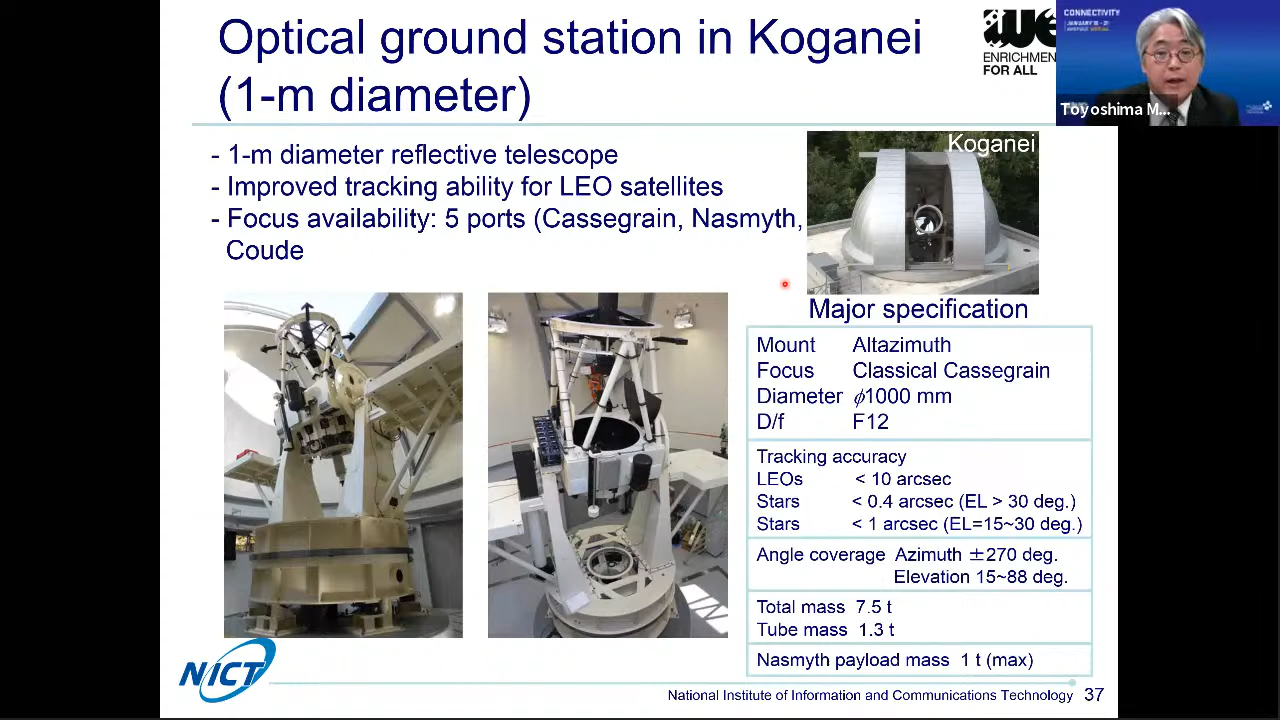 Optical ground station in Koganei
(1-m diameter)
ENRICHMEN
FOR ALL
CONNECTIVITY
Toyoshima M...
- 1-m diameter reflective telescope
- Improved tracking ability for LEO satellites
- Focus availability: 5 ports (Cassegrain, Nasmyth,
Coude
Koganei
Major specification
Mount Altazimuth
Focus Classical Cassegrain
Diameter ϕ1000 mm
D/f F12
Tracking accuracy
LEOs < 10 arcsec
Stars < 0.4 arcsec (EL > 30 deg.)
Stars < 1 arcsec (EL=15~30 deg.)
Angle coverage Azimuth ±270 deg.
Elevation 15~88 deg.
Total mass 7.5 t
Tube mass 1.3 t
Nasmyth payload mass 1 t (max)
NICT
National Institute of Information and Communications Technology 37